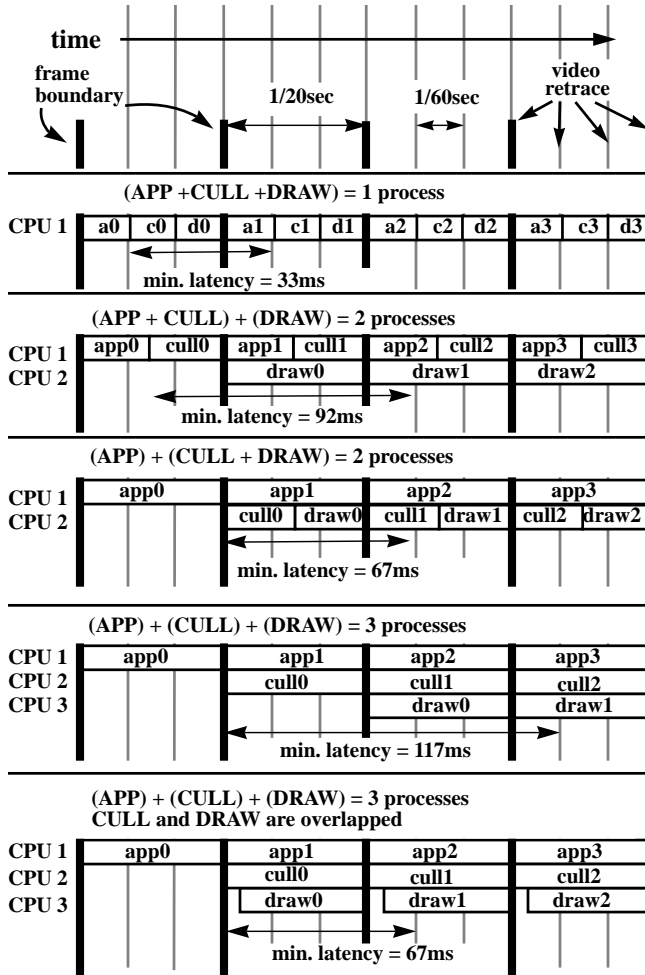 time
frame
boundary
1/20sec
1/60sec
video
retrace
(APP +CULL +DRAW) = 1 process
CPU 1 a0 c0 d0 a1 c1 d1 a2 c2 d2 a3 c3 d3
min. latency = 33ms
(APP + CULL) + (DRAW) = 2 processes
CPU 1 app0 cull0 app1 cull1 app2 cull2 app3 cull3
CPU 2 draw0 draw1 draw2
min. latency = 92ms
(APP) + (CULL + DRAW) = 2 processes
CPU 1 app0 app1 app2 app3
CPU 2 cull0 draw0 cull1 draw1 cull2 draw2
min. latency = 67ms
(APP) + (CULL) + (DRAW) = 3 processes
CPU 1 app0 app1 app2 app3
CPU 2 cull0 cull1 cull2
CPU 3 draw0 draw1
min. latency = 117ms
(APP) + (CULL) + (DRAW) = 3 processes
CULL and DRAW are overlapped
CPU 1 app0 app1 app2 app3
CPU 2 cull0 cull1 cull2
CPU 3 draw0 draw1 draw2
min. latency = 67ms